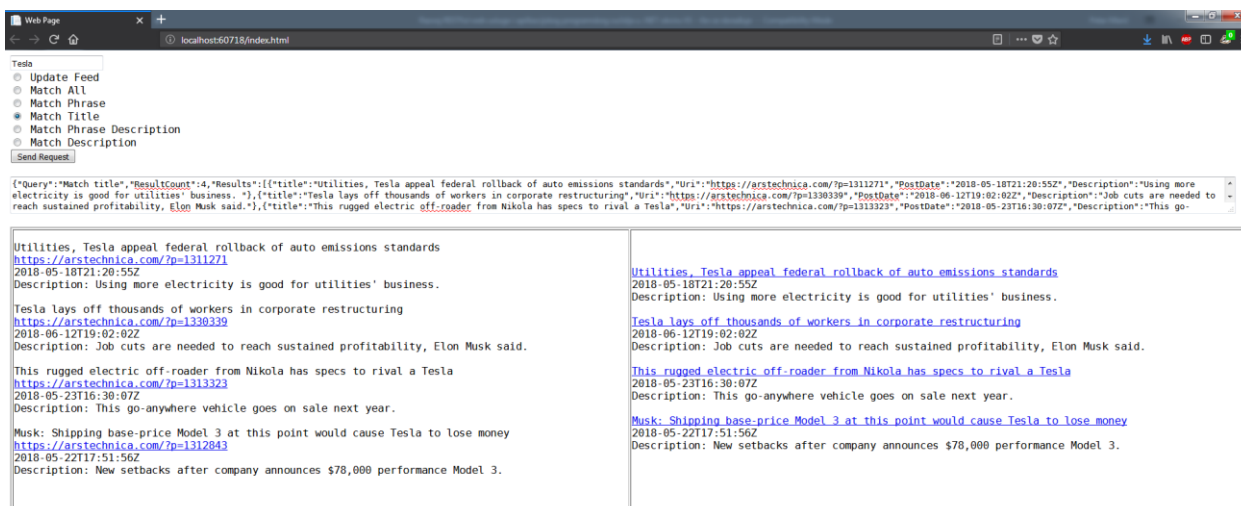 Web Page
localhost:60718/index.html
Tesla
Update Feed
Match All
Match Phrase
Match Title
Match Phrase Description
Match Description
Send Request
{"Query":"Match title","ResultCount":4,"Results":[{"title":"Utilities, Tesla appeal federal rollback of auto emissions standards","Uri":"https://arstechnica.com/?p=1311271","PostDate":"2018-05-18T21:20:55Z","Description":"Using more
electricity is good for utilities' business. "},{"title":"Tesla lays off thousands of workers in corporate restructuring","Uri":"https://arstechnica.com/?p=1330339","PostDate":"2018-06-12T19:02:02Z","Description":"Job cuts are needed to
reach sustained profitability, Elon Musk said."},{"title":"This rugged electric off-roader from Nikola has specs to rival a Tesla","Uri":"https://arstechnica.com/?p=1313323","PostDate":"2018-05-23T16:30:07Z","Description":"This go-
Utilities, Tesla appeal federal rollback of auto emissions standards
https://arstechnica.com/?p=1311271
2018-05-18T21:20:55Z
Description: Using more electricity is good for utilities' business.
Tesla lays off thousands of workers in corporate restructuring
https://arstechnica.com/?p=1330339
2018-06-12T19:02:02Z
Description: Job cuts are needed to reach sustained profitability, Elon Musk said.
This rugged electric off-roader from Nikola has specs to rival a Tesla
https://arstechnica.com/?p=1313323
2018-05-23T16:30:07Z
Description: This go-anywhere vehicle goes on sale next year.
Musk: Shipping base-price Model 3 at this point would cause Tesla to lose money
https://arstechnica.com/?p=1312843
2018-05-22T17:51:56Z
Description: New setbacks after company announces $78,000 performance Model 3.
Utilities, Tesla appeal federal rollback of auto emissions standards
2018-05-18T21:20:55Z
Description: Using more electricity is good for utilities' business.
Tesla lays off thousands of workers in corporate restructuring
2018-06-12T19:02:02Z
Description: Job cuts are needed to reach sustained profitability, Elon Musk said.
This rugged electric off-roader from Nikola has specs to rival a Tesla
2018-05-23T16:30:07Z
Description: This go-anywhere vehicle goes on sale next year.
Musk: Shipping base-price Model 3 at this point would cause Tesla to lose money
2018-05-22T17:51:56Z
Description: New setbacks after company announces $78,000 performance Model 3.